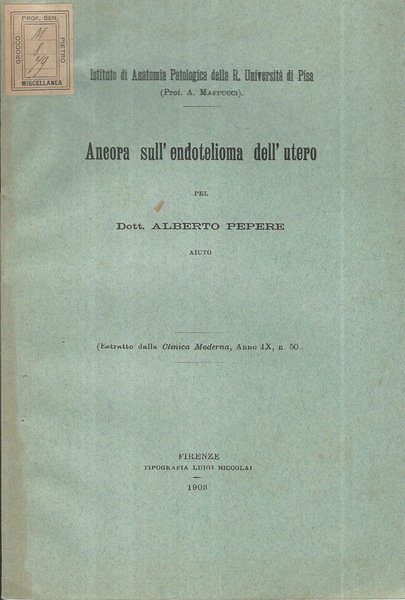 PROF. SEN.
GROCCO
PIETRO
MISCELLANEA
Istituto di Anatomia Patologica della R. Università di Pisa
(Prof. A. MAFFUCCI).
Ancora sull' endotelioma dell' utero
PEL
Dott. ALBERTO PEPERE
AIUTO
(Estratto dalla Clinica Moderna, Anno IX, n. 50
FIRENZE
TIPOGRAFIA LUIGI NICCOLAI
—
1903